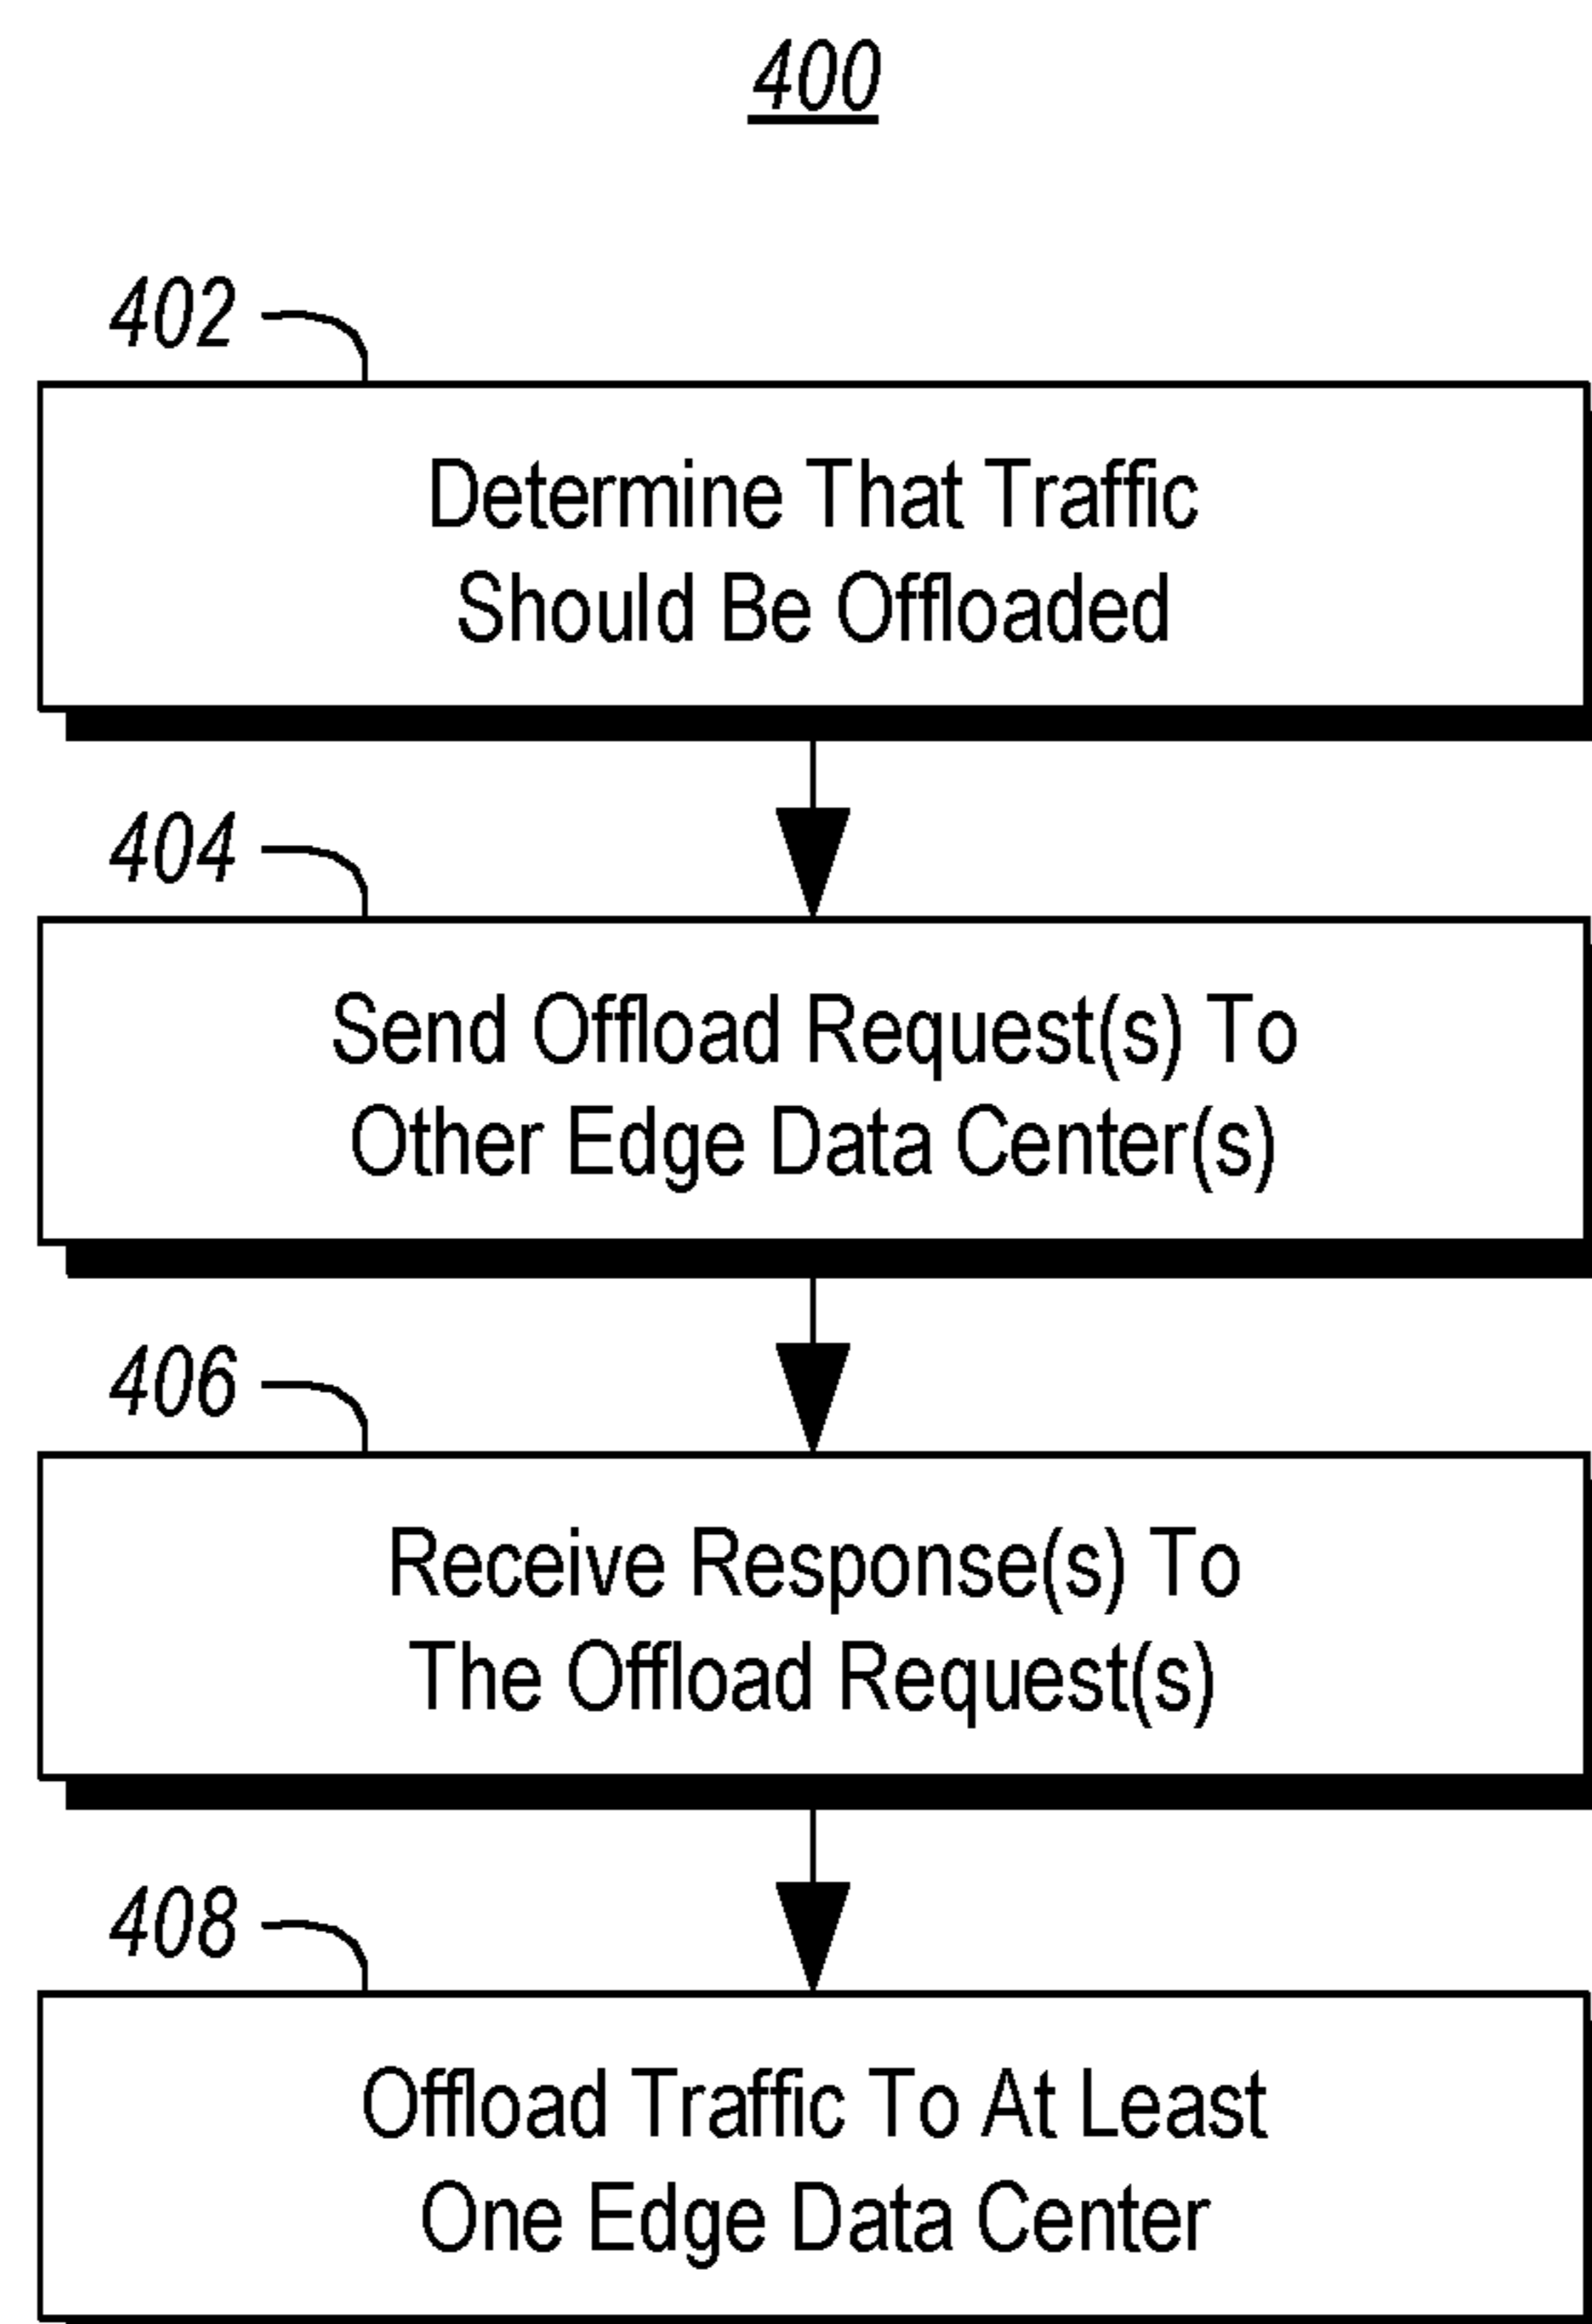 400
402
Determine That Traffic
Should Be Offloaded
404
Send Offload Request(s) To
Other Edge Data Center(s)
406
Receive Response(s) To
The Offload Request(s)
408
Offload Traffic To At Least
One Edge Data Center